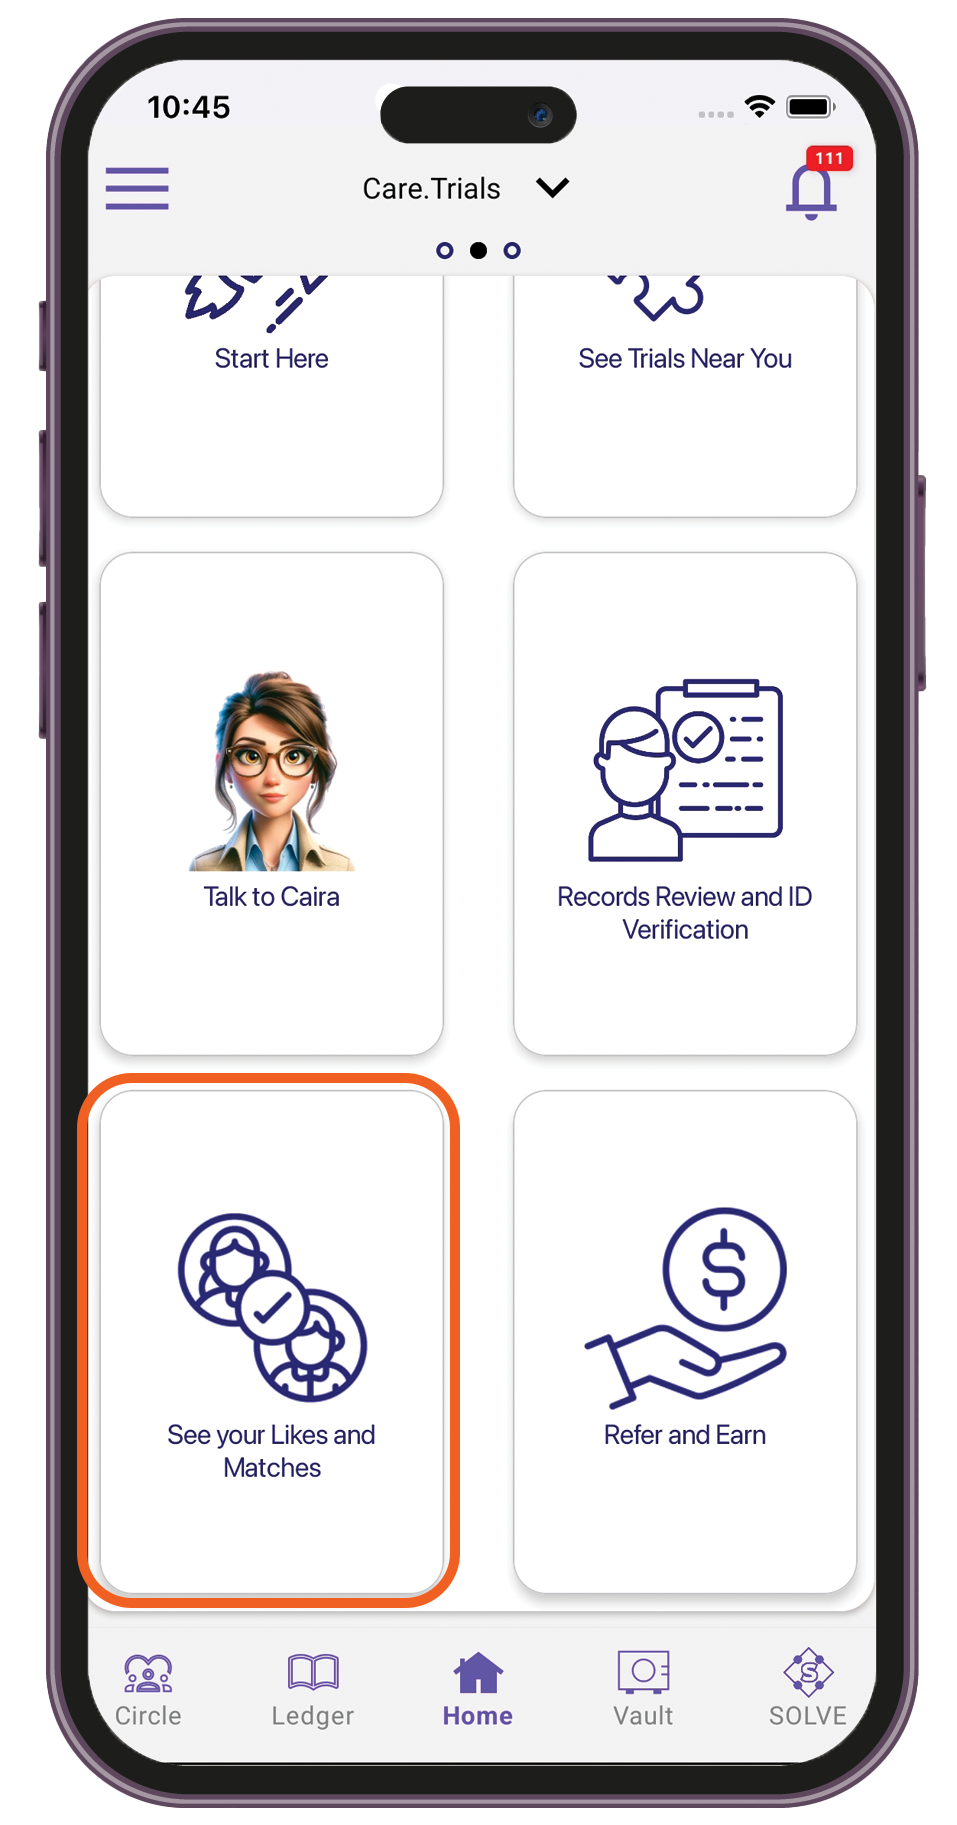 10:45
Care.Trials
111
Start Here
See Trials Near You
Talk to Caira
Records Review and ID
Verification
$
See your Likes and
Matches
Refer and Earn
Circle
Ledger
Home
Vault
S
SOLVE